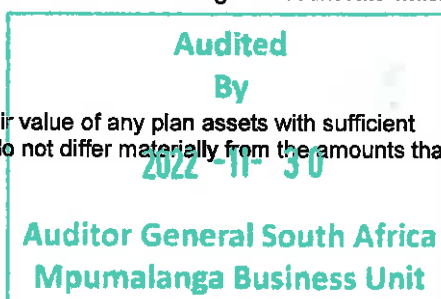 Audited
By
ir value of any plan assets with sufficient
do not differ materially from the amounts tha
2022 -11- 30
Auditor General South Africa
Mpumalanga Business Unit